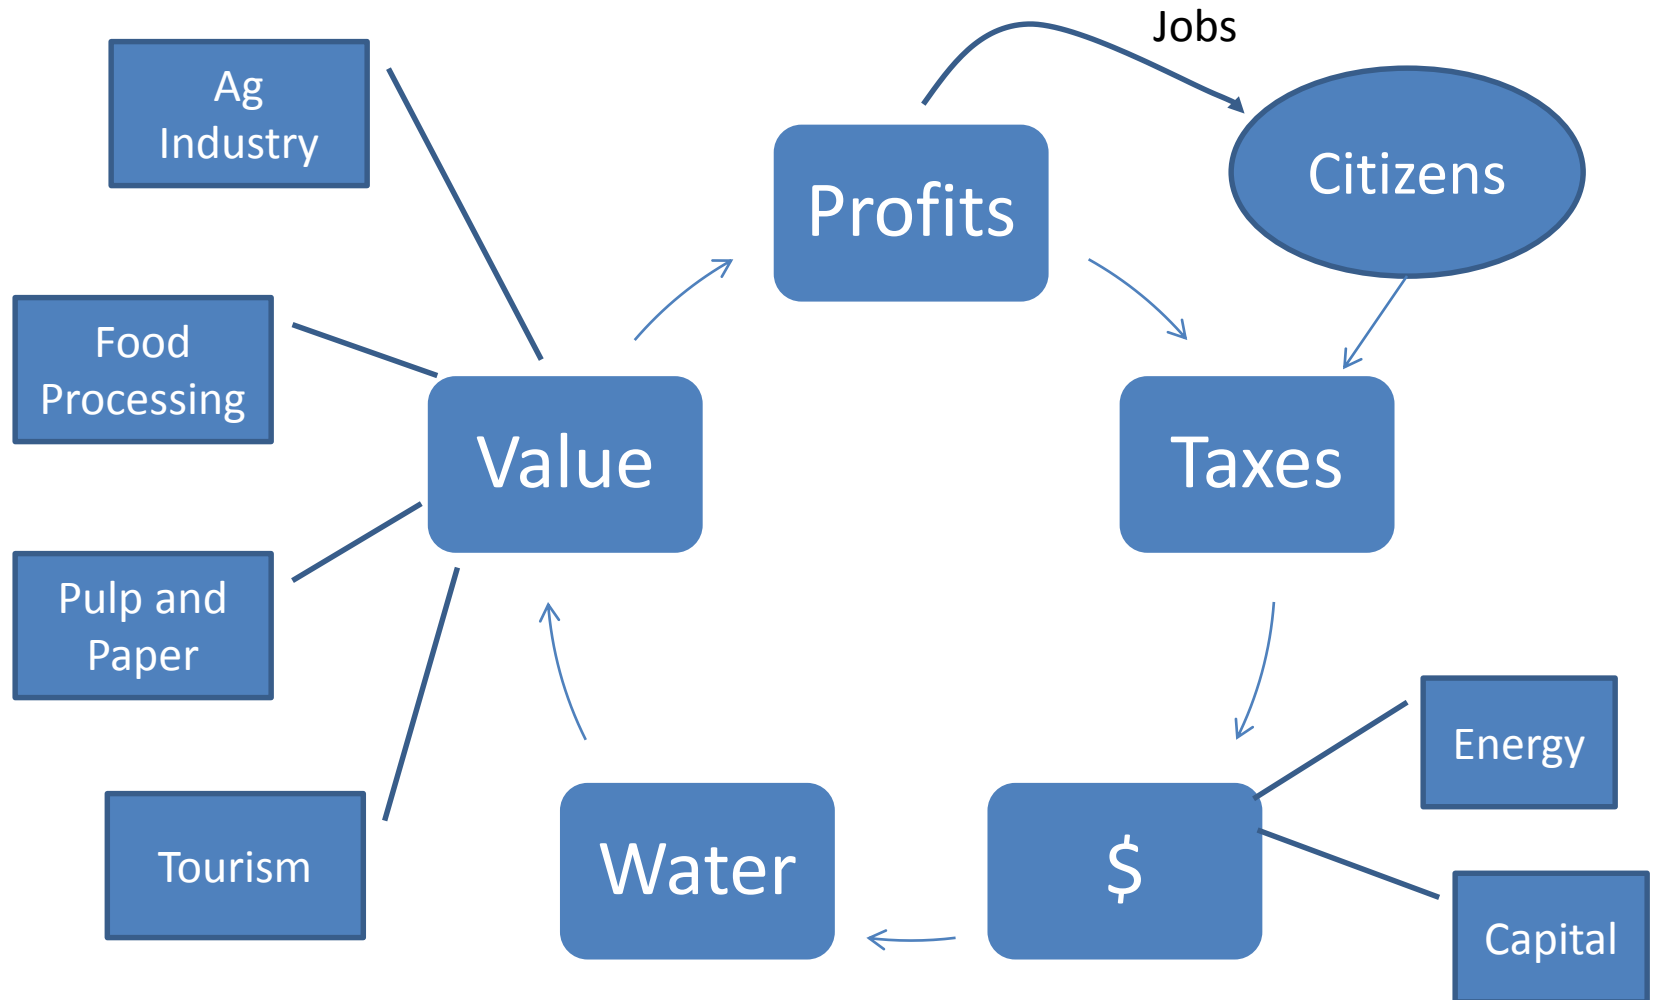 Jobs
Ag
Industry
Citizens
Profits
Food
Processing
Value
Taxes
Pulp and
Paper
Energy
Tourism
Water
$
Capital